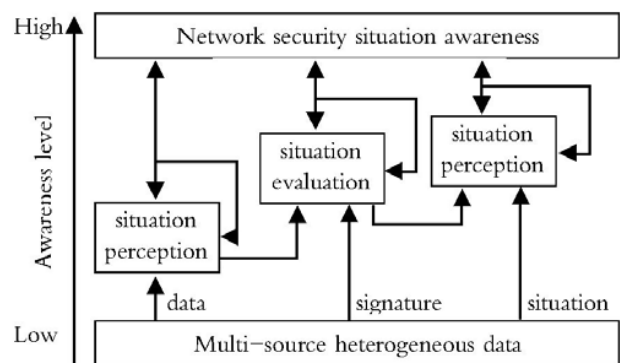 High
Network security situation awareness
Awareness level
situation
evaluation
situation
perception
situation
perception
data
signature
situation
Low
Multi-source heterogeneous data